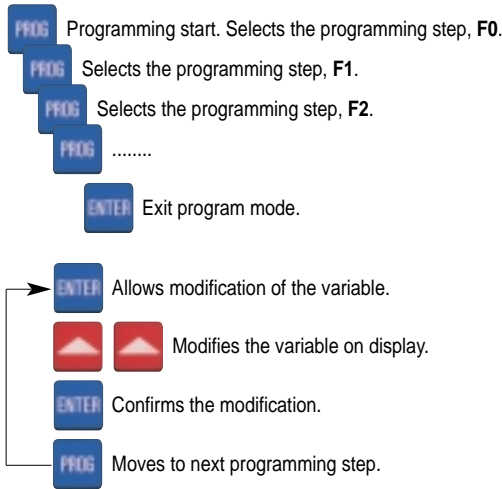 PROG Programming start. Selects the programming step, F0.
PROG Selects the programming step, F1.
PROG Selects the programming step, F2.
PROG ........
ENTER Exit program mode.
ENTER Allows modification of the variable.
Modifies the variable on display.
ENTER Confirms the modification.
PROG Moves to next programming step.